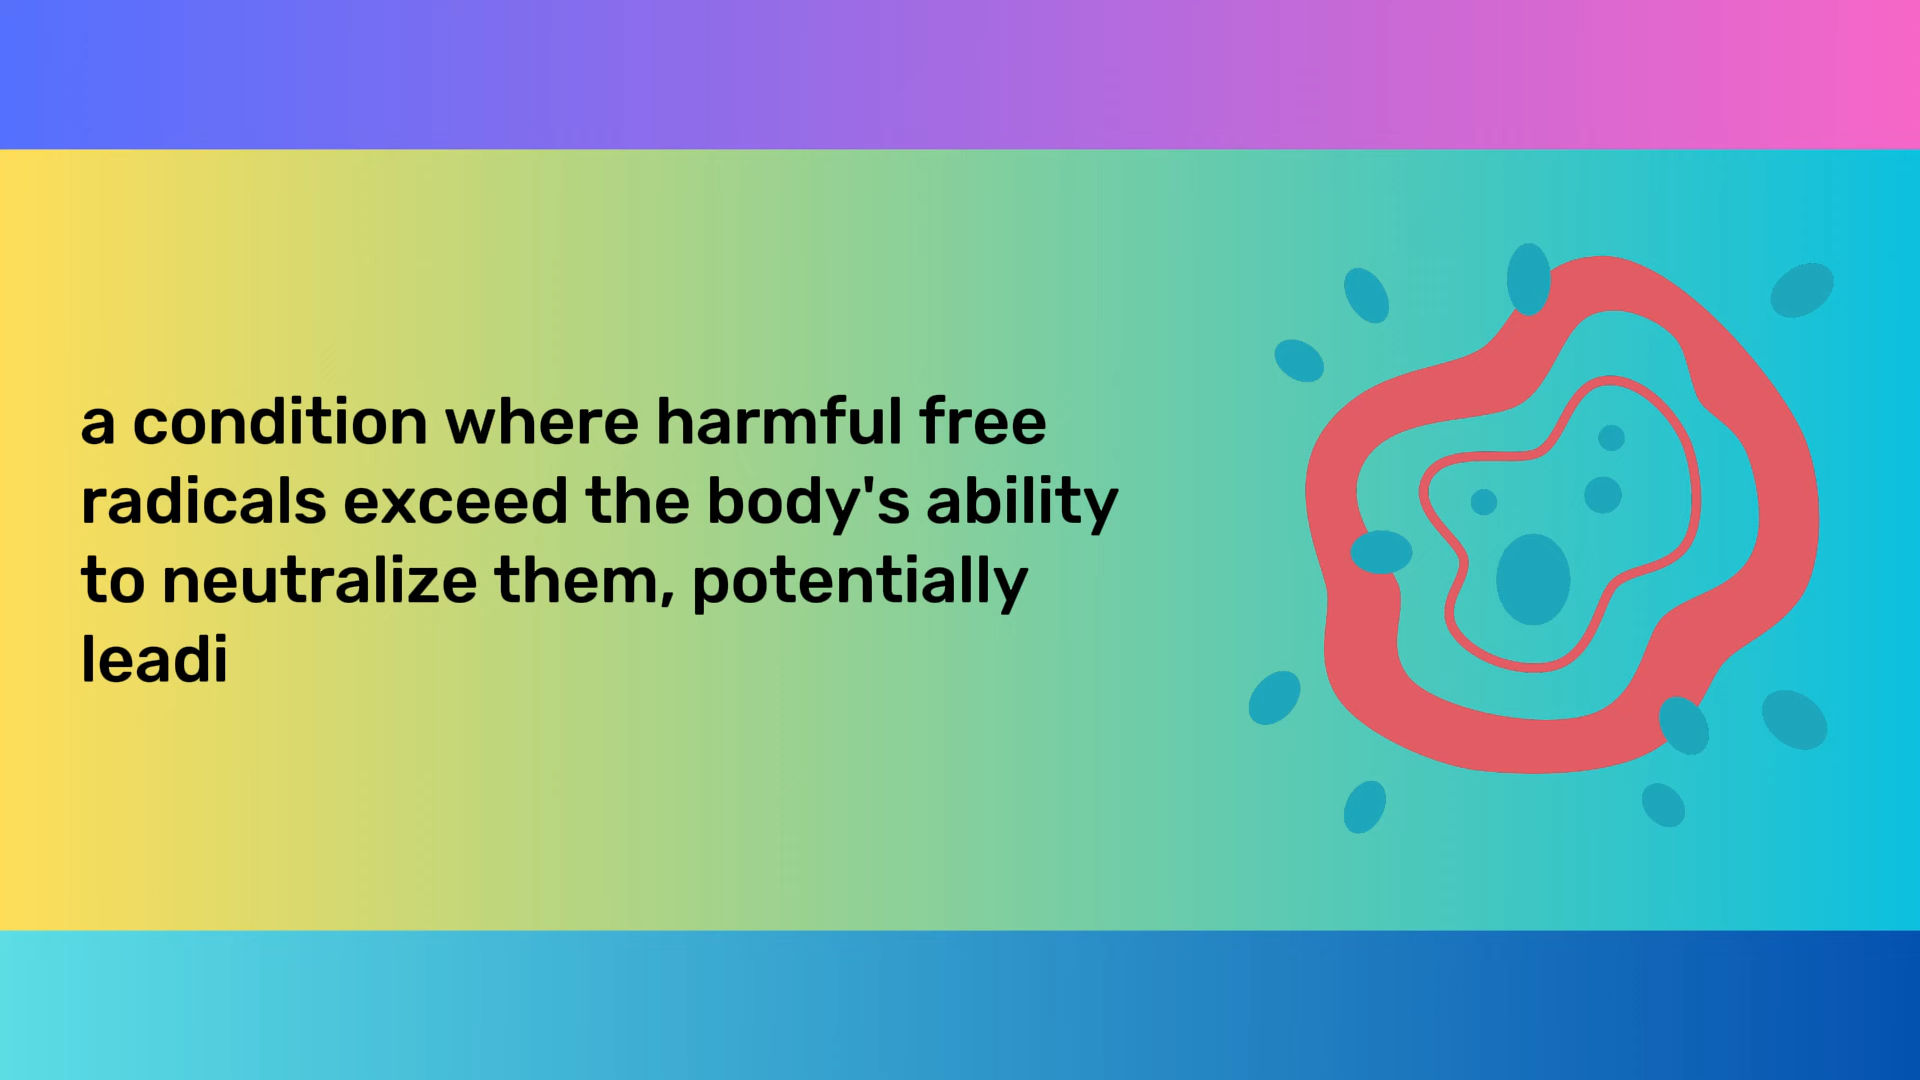 a condition where harmful free
radicals exceed the body's ability
to neutralize them, potentially
leadi